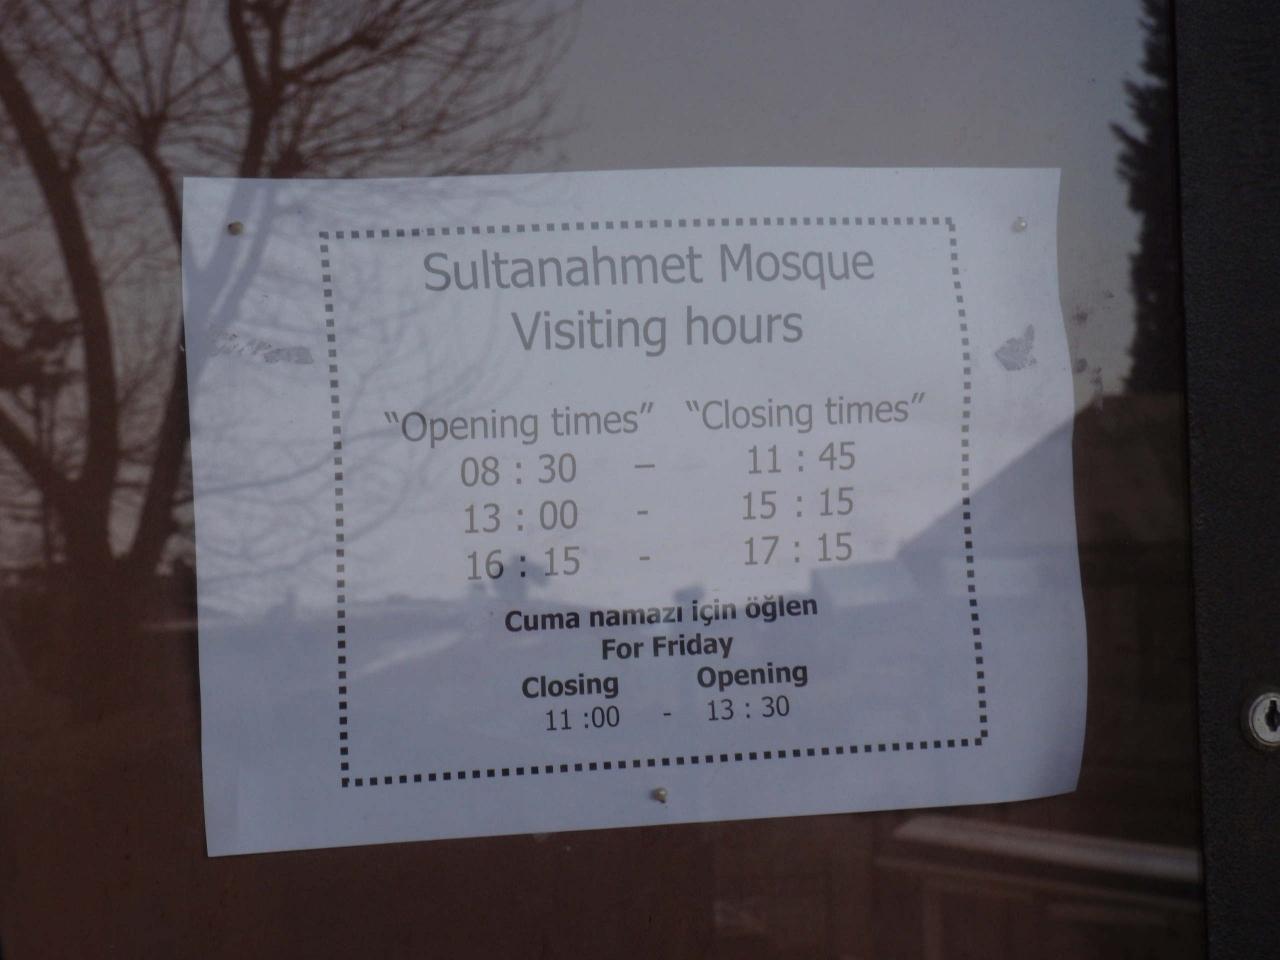 Sultanahmet Mosque
Visiting hours
“Opening times” “Closing times”
08 : 30 – 11 : 45
13 : 00 - 15 : 15
16 : 15 - 17 : 15
Cuma namazı için öğlen
For Friday
Closing Opening
11 :00 - 13 : 30